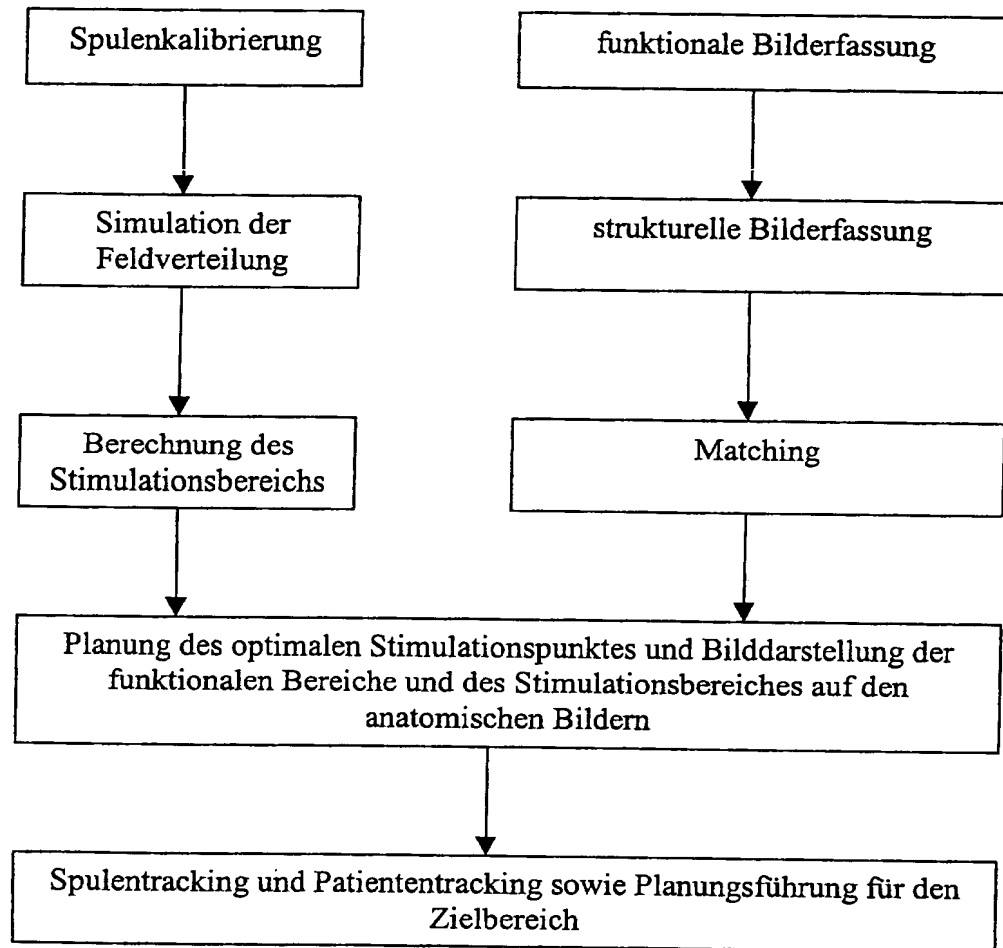 Spulenkalibrierung
funktionale Bilderfassung
Simulation der
Feldverteilung
strukturelle Bilderfassung
Berechnung des
Stimulationsbereichs
Matching
Planung des optimalen Stimulationspunktes und Bilddarstellung der
funktionalen Bereiche und des Stimulationsbereiches auf den
anatomischen Bildern
Spulentracking und Patiententracking sowie Planungsführung für den
Zielbereich